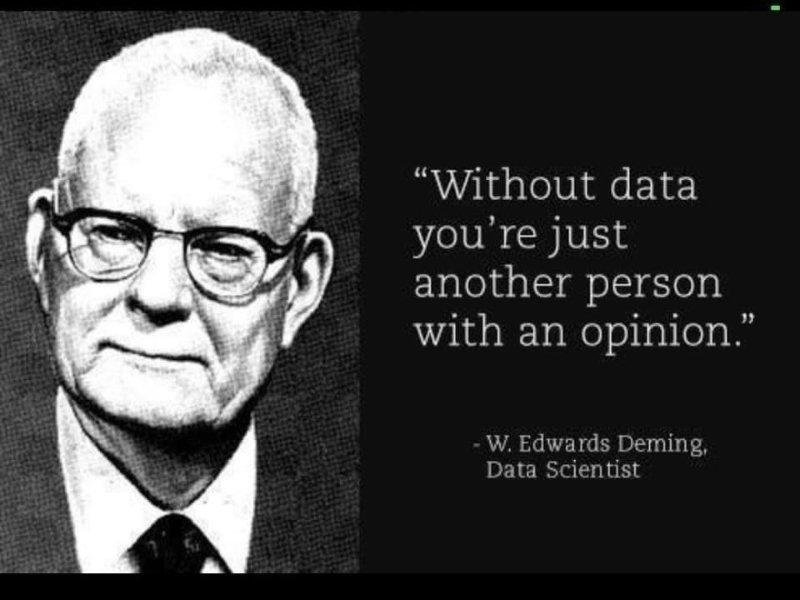 “Without data
you’re just
another person
with an opinion.”
- W. Edwards Deming,
Data Scientist